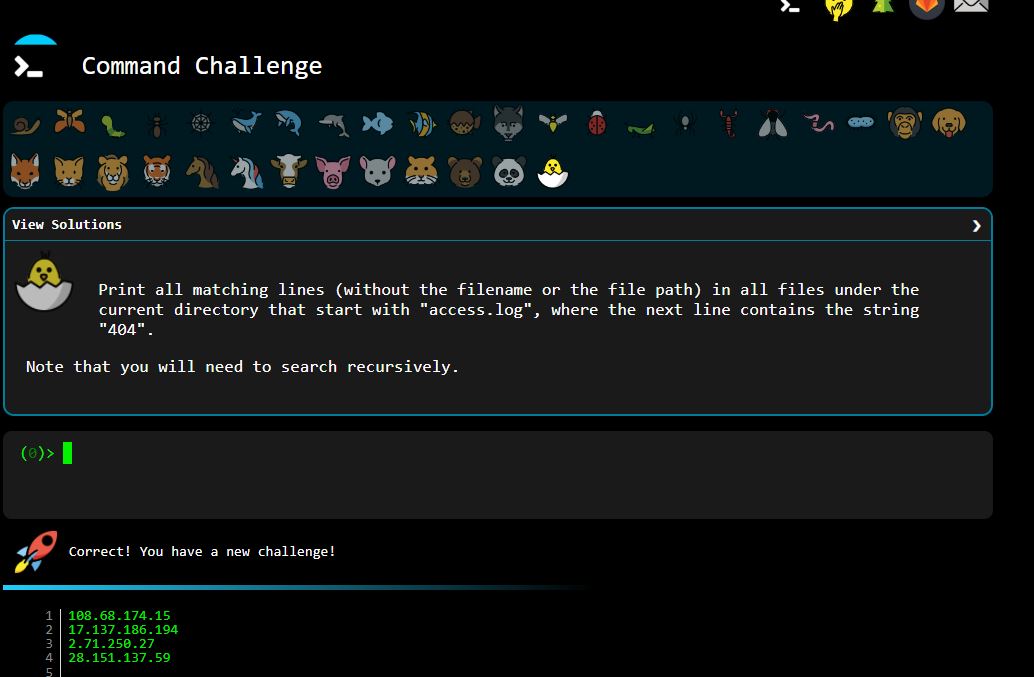 Command Challenge
View Solutions
Print all matching lines (without the filename or the file path) in all files under the
current directory that start with "access.log", where the next line contains the string
"404".
Note that you will need to search recursively.
(0)>
Correct! You have a new challenge!
1 108.68.174.15
2 17.137.186.194
3 2.71.250.27
4 28.151.137.59
5